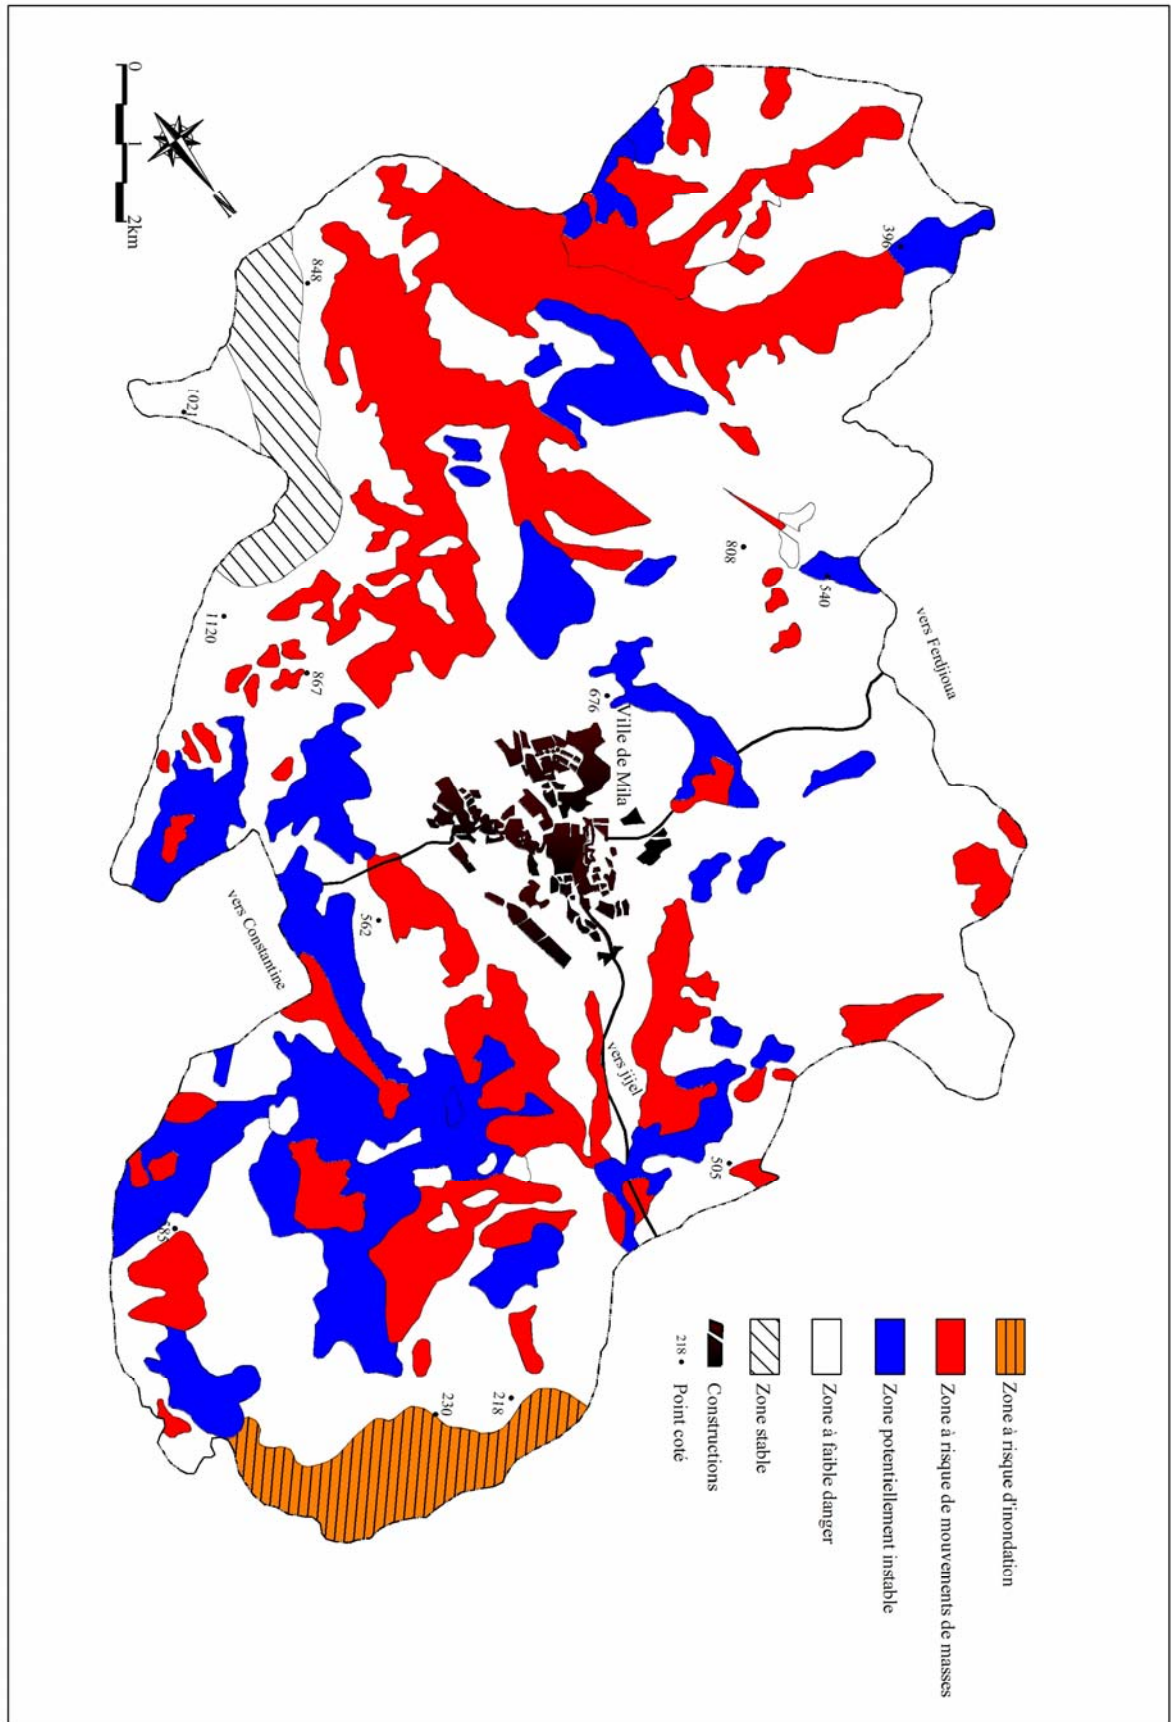 Zone à risque d'inondation
Zone à risque de mouvements de masses
Zone potentiellement instable
Zone à faible danger
Zone stable
Constructions
218 Point coté
vers Ferdjioua
396
540
808
505
Ville de Mila
676
vers jijel
218
230
562
848
867
vers Constantine
1120
1021
0 1 2km
N